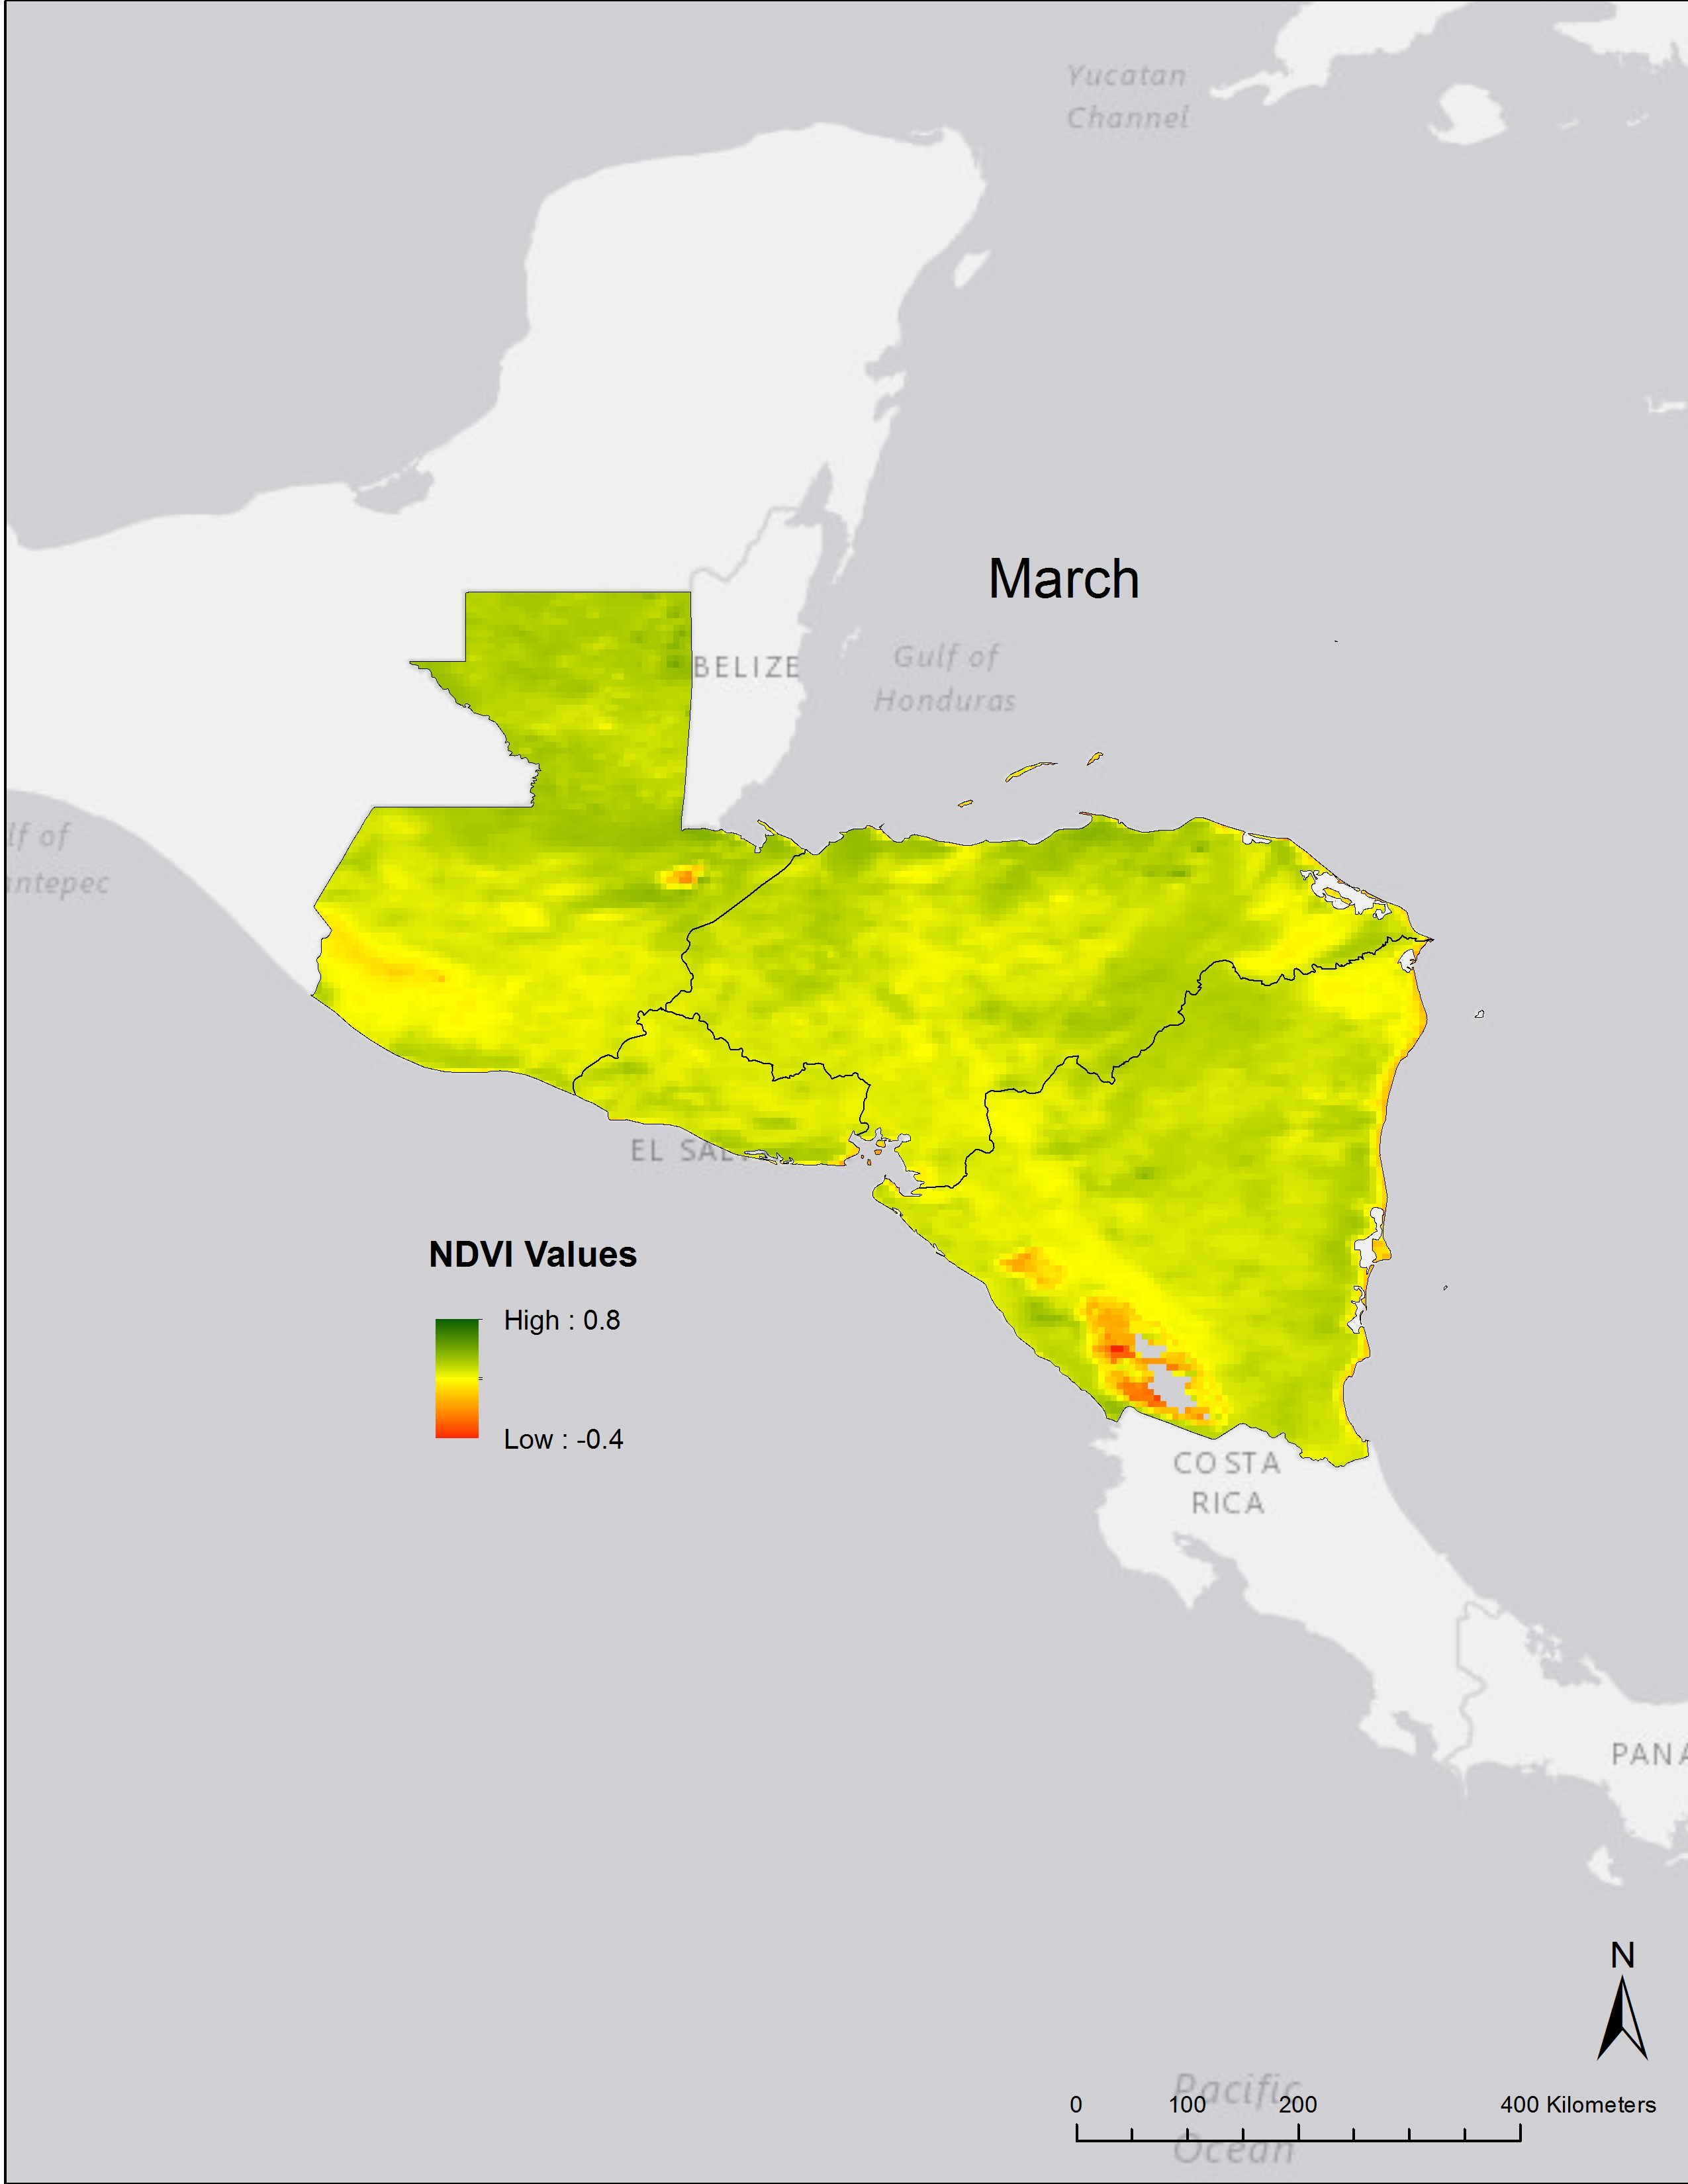 Yucatan
Channel
March
BELIZE
Gulf of
Honduras
lf of
antepec
EL SAL
NDVI Values
High : 0.8
Low : -0.4
COSTA
RICA
PANA
N
Pacific
Ocean
0 100 200 400 Kilometers